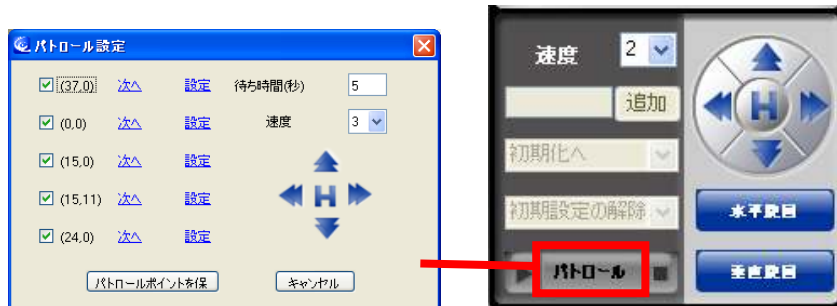 パトロール設定
(37,0) 次へ 設定 待ち時間(秒) 5
(0,0) 次へ 設定 速度 3
(15,0) 次へ 設定
(15,11) 次へ 設定
(24,0) 次へ 設定
H
パトロールポイントを保 キャンセル
速度 2
追加
初期化へ
初期設定の解除
パトロール
H
水平巡回
垂直巡回